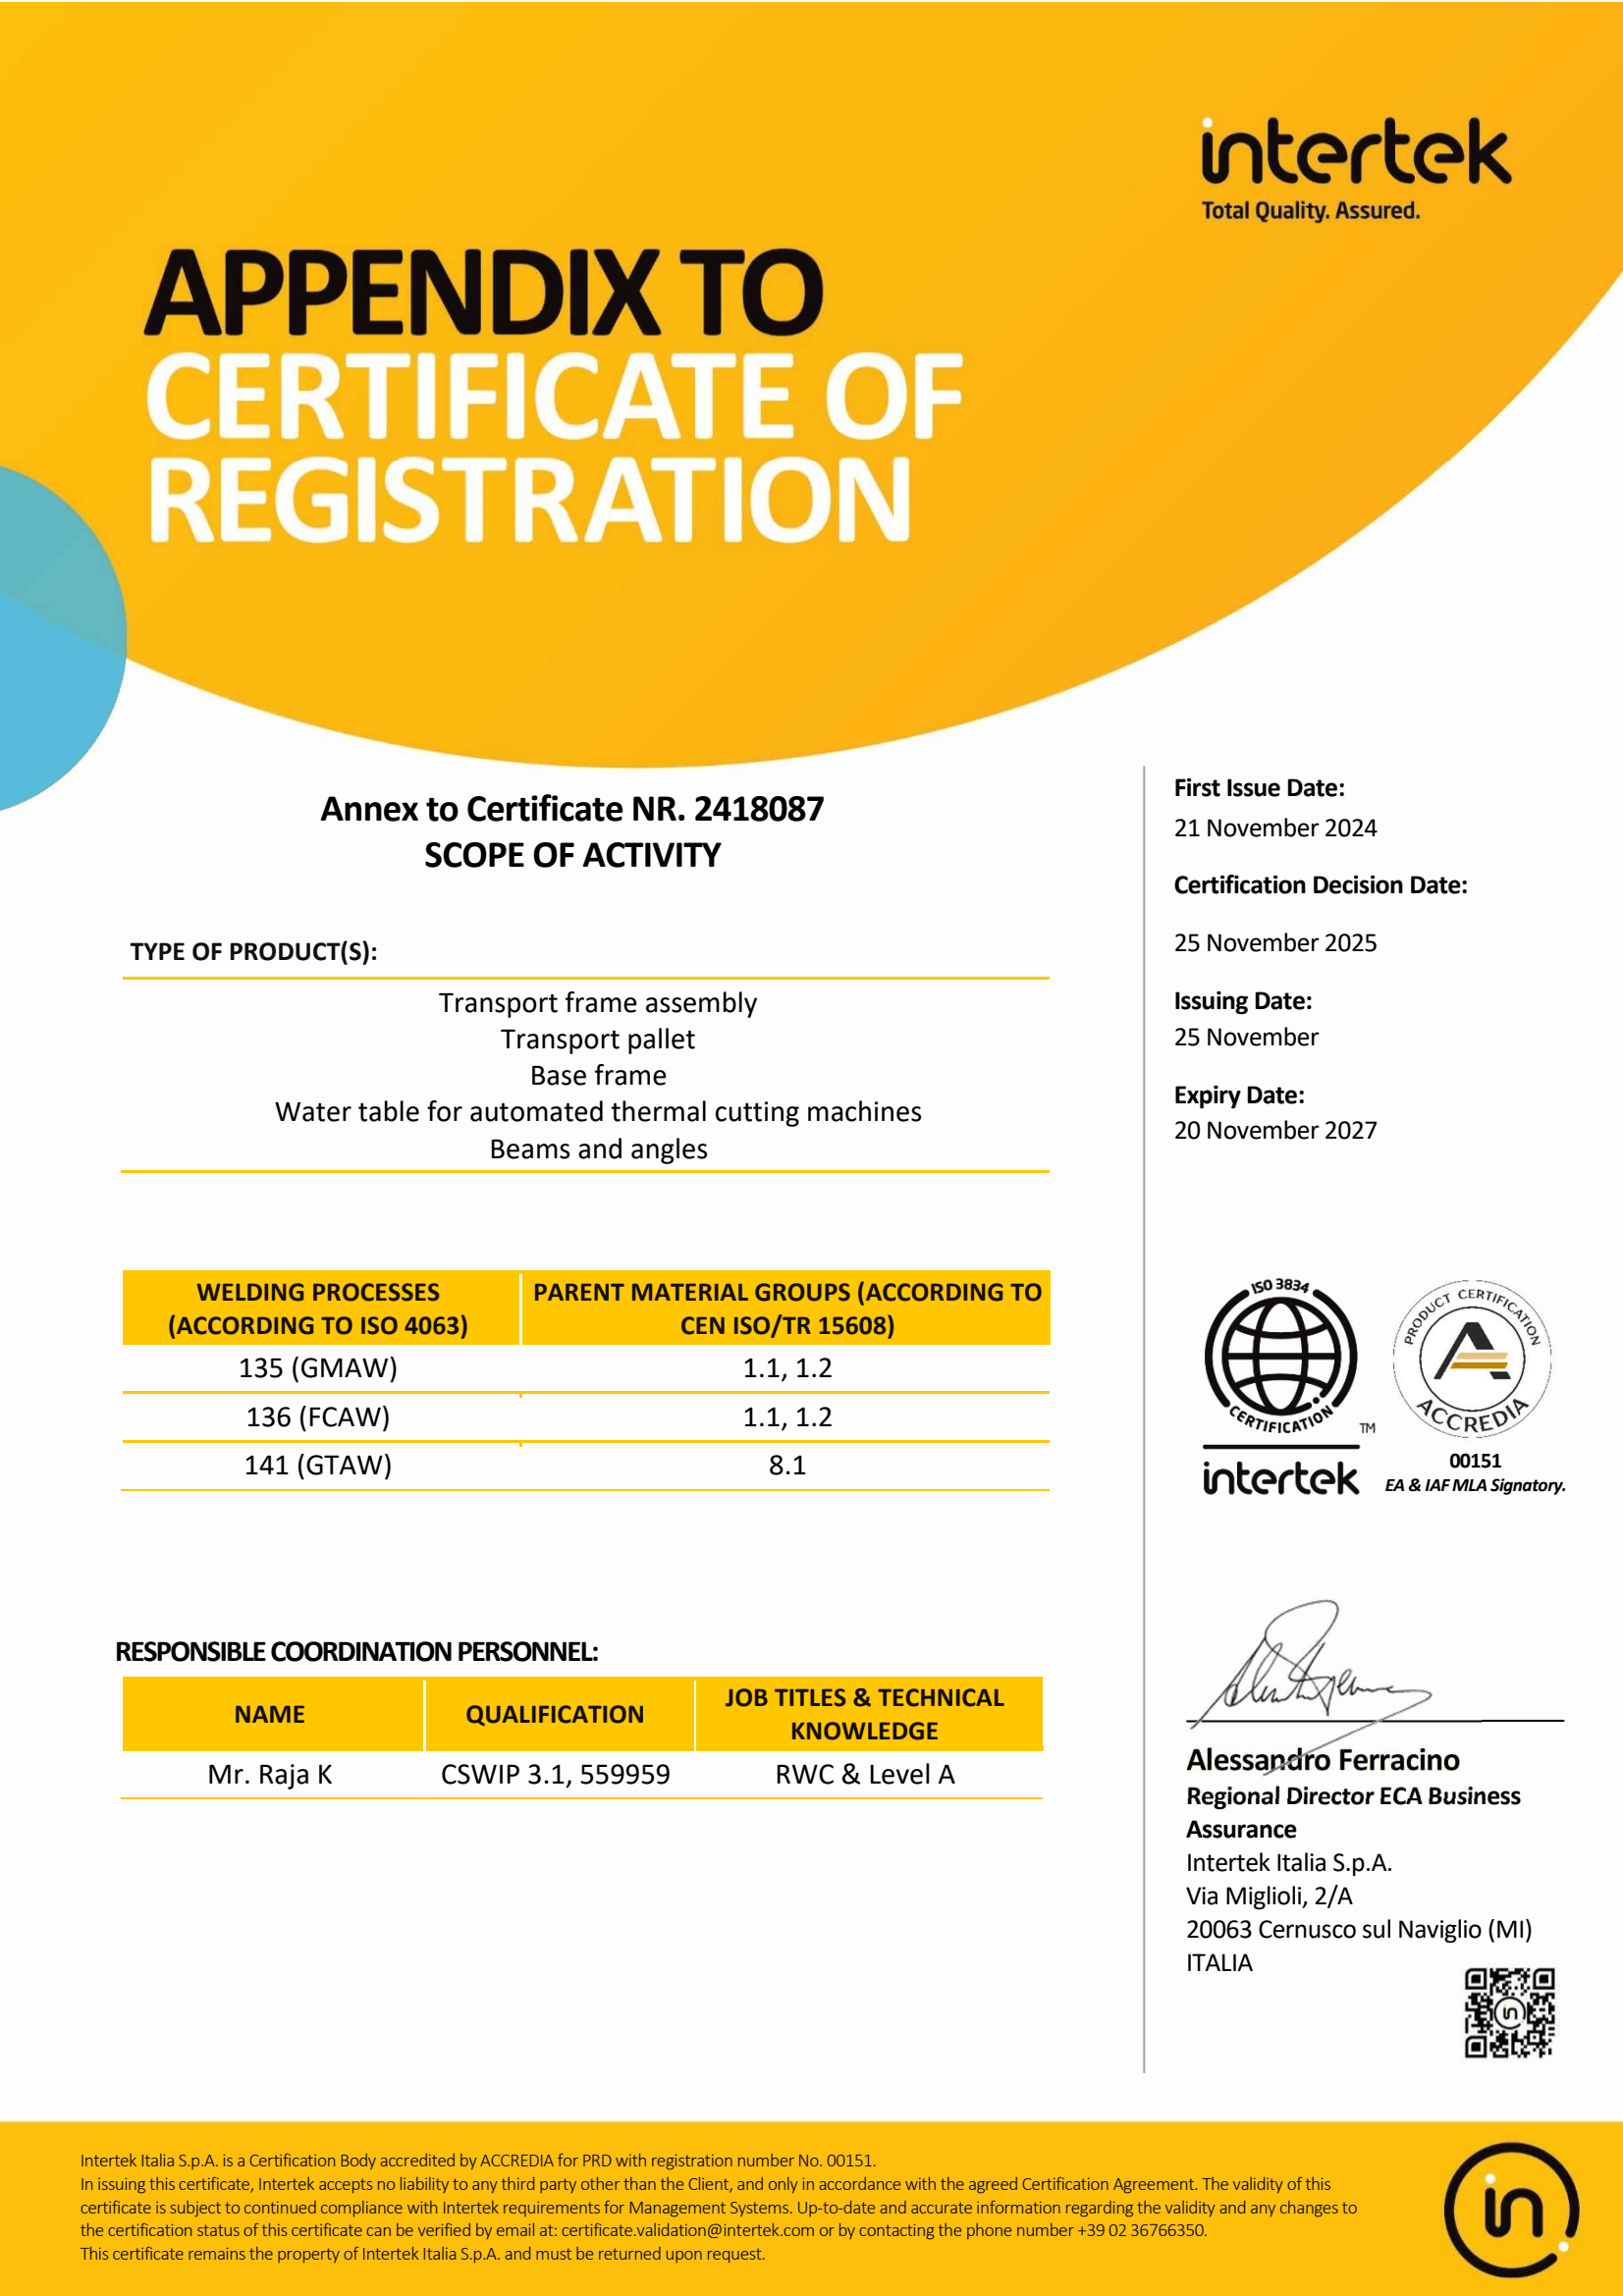 intertek
Total Quality. Assured.
APPENDIX TO
CERTIFICATE OF
REGISTRATION
Annex to Certificate NR. 2418087
SCOPE OF ACTIVITY
TYPE OF PRODUCT(S):
Transport frame assembly
Transport pallet
Base frame
Water table for automated thermal cutting machines
Beams and angles
WELDING PROCESSES
(ACCORDING TO ISO 4063)
PARENT MATERIAL GROUPS (ACCORDING TO
CEN ISO/TR 15608)
135 (GMAW) 1.1, 1.2
136 (FCAW) 1.1, 1.2
141 (GTAW) 8.1
RESPONSIBLE COORDINATION PERSONNEL:
NAME
QUALIFICATION
JOB TITLES & TECHNICAL
KNOWLEDGE
Mr. Raja K CSWIP 3.1, 559959 RWC & Level A
First Issue Date:
21 November 2024
Certification Decision Date:
25 November 2025
Issuing Date:
25 November
Expiry Date:
20 November 2027
ISO 3834
CERTIFICATION
TM
intertek
PRODUCT CERTIFICATION
ACCREDIA
00151
EA & IAF MLA Signatory.
Alessandro Ferracino
Regional Director ECA Business
Assurance
Intertek Italia S.p.A.
Via Miglioli, 2/A
20063 Cernusco sul Naviglio (MI)
ITALIA
in
Intertek Italia S.p.A. is a Certification Body accredited by ACCREDIA for PRD with registration number No. 00151.
In issuing this certificate, Intertek accepts no liability to any third party other than the Client, and only in accordance with the agreed Certification Agreement. The validity of this
certificate is subject to continued compliance with Intertek requirements for Management Systems. Up-to-date and accurate information regarding the validity and any changes to
the certification status of this certificate can be verified by email at: certificate.validation@intertek.com or by contacting the phone number +39 02 36766350.
This certificate remains the property of Intertek Italia S.p.A. and must be returned upon request.
in